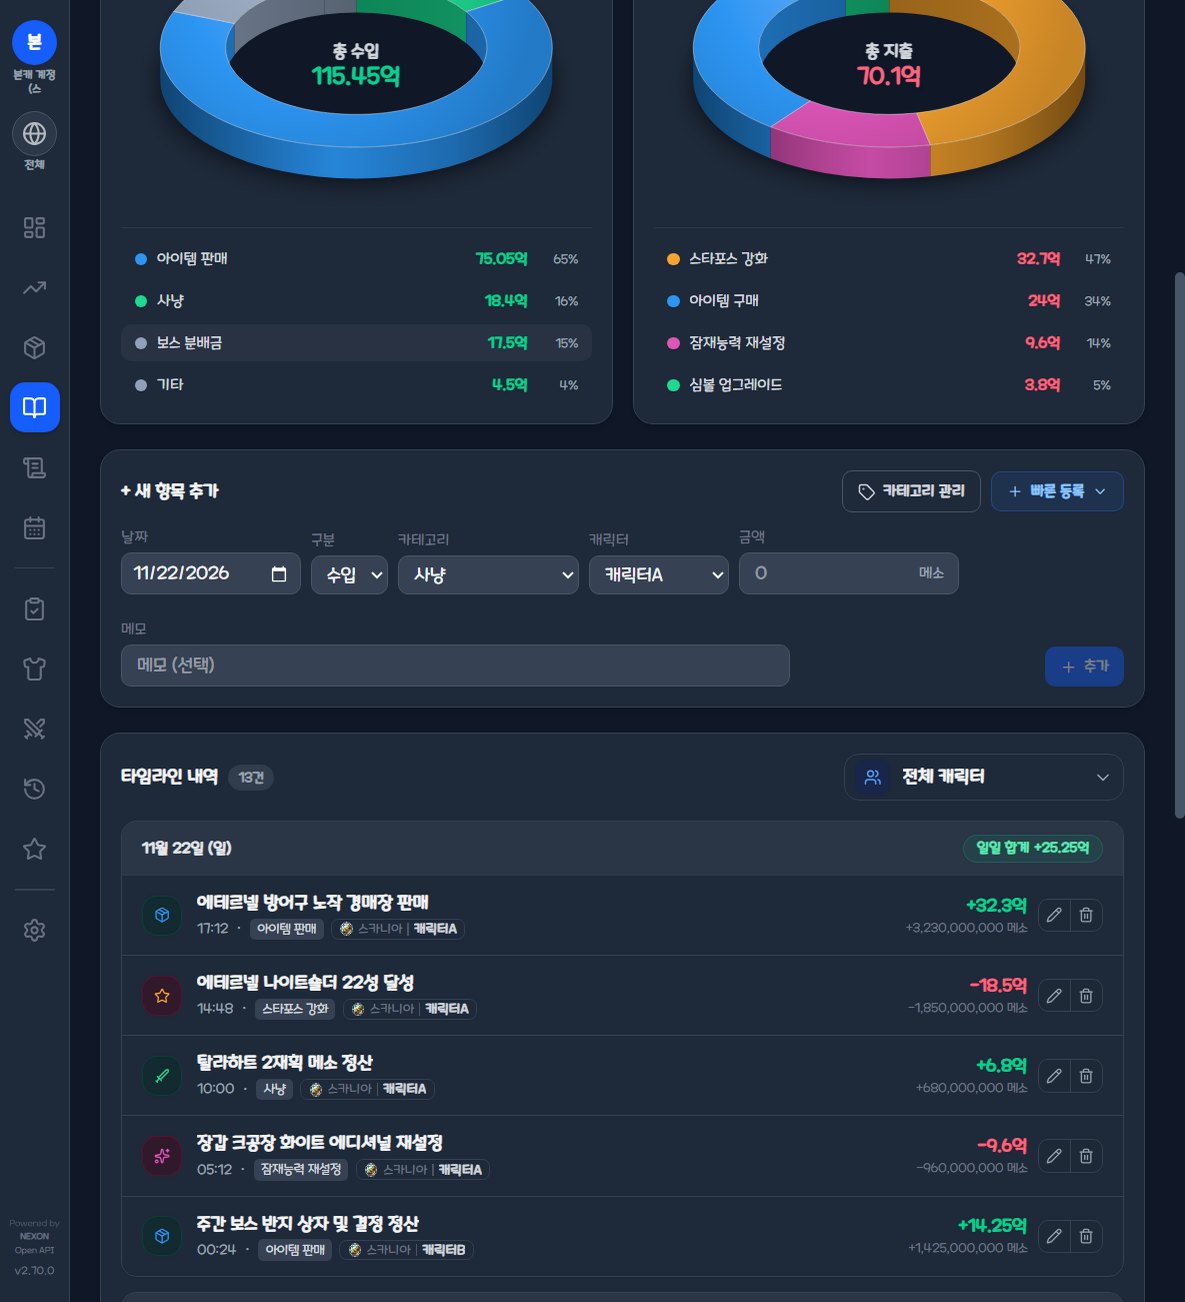 본
본캐 계정
(스
전체
총 수입
115.45억
총 지출
70.1억
아이템 판매 75.05억 65%
사냥 18.4억 16%
보스 분배금 17.5억 15%
기타 4.5억 4%
스타포스 강화 32.7억 47%
아이템 구매 24억 34%
잠재능력 재설정 9.6억 14%
심볼 업그레이드 3.8억 5%
+ 새 항목 추가
카테고리 관리
빠른 등록
날짜 구분 카테고리 캐릭터 금액
11/22/2026 수입 사냥 캐릭터A 0 메소
메모
메모 (선택)
추가
타임라인 내역 13건
전체 캐릭터
11월 22일 (일)
일일 합계 +25.25억
에테르넬 방어구 노작 경매장 판매
17:12 · 아이템 판매 스카니아 | 캐릭터A
+32.3억
+3,230,000,000 메소
에테르넬 나이트숄더 22성 달성
14:48 · 스타포스 강화 스카니아 | 캐릭터A
-18.5억
-1,850,000,000 메소
탈라하트 2재획 메소 정산
10:00 · 사냥 스카니아 | 캐릭터A
+6.8억
+680,000,000 메소
장갑 크공장 화이트 에디셔널 재설정
05:12 · 잠재능력 재설정 스카니아 | 캐릭터A
-9.6억
-960,000,000 메소
주간 보스 반지 상자 및 결정 정산
00:24 · 아이템 판매 스카니아 | 캐릭터B
+14.25억
+1,425,000,000 메소
Powered by
NEXON
Open API
v2.70.0